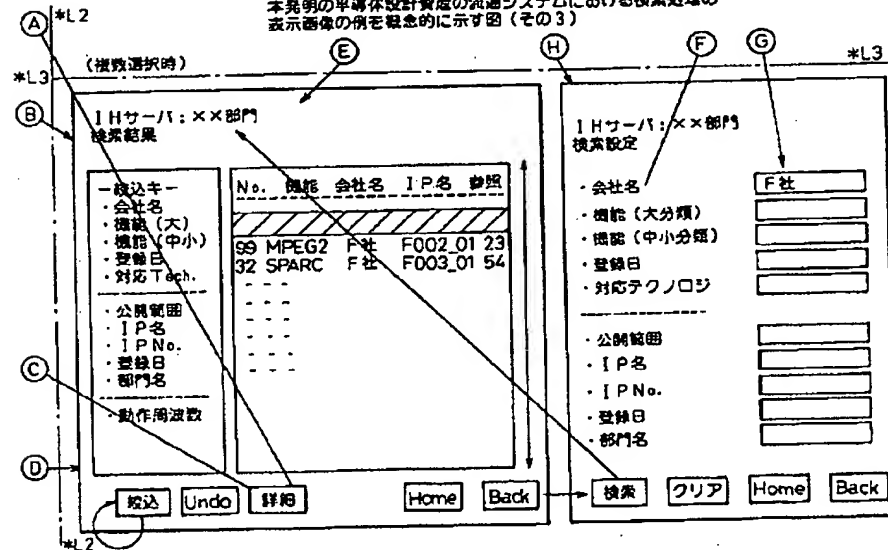 本発明の半導体設計資産の流通システムにおける検索処理の
表示画像の例を概念的に示す図（その３）
Ⓐ
*L2
Ⓔ
Ⓕ
Ⓖ
Ⓗ
*L3
(複数選択時)
*L3
Ⓑ
ＩＨサーバ：××部門
検索結果
一絞込キー
・会社名
・機能（大）
・機能（中小）
・登録日
・対応Tech.
・公開範囲
・ＩＰ名
・ＩＰNo.
・登録日
・部門名
・動作周波数
No. 機能 会社名 ＩＰ名 参照
99 MPEG2 F社 F002_01 23
32 SPARC F社 F003_01 54
Ⓒ
Ⓓ
絞込 Undo 詳細 Home Back
*L2
ＩＨサーバ：××部門
検索設定
・会社名 F社
・機能（大分類）
・機能（中小分類）
・登録日
・対応テクノロジ
・公開範囲
・ＩＰ名
・ＩＰNo.
・登録日
・部門名
検索 クリア Home Back